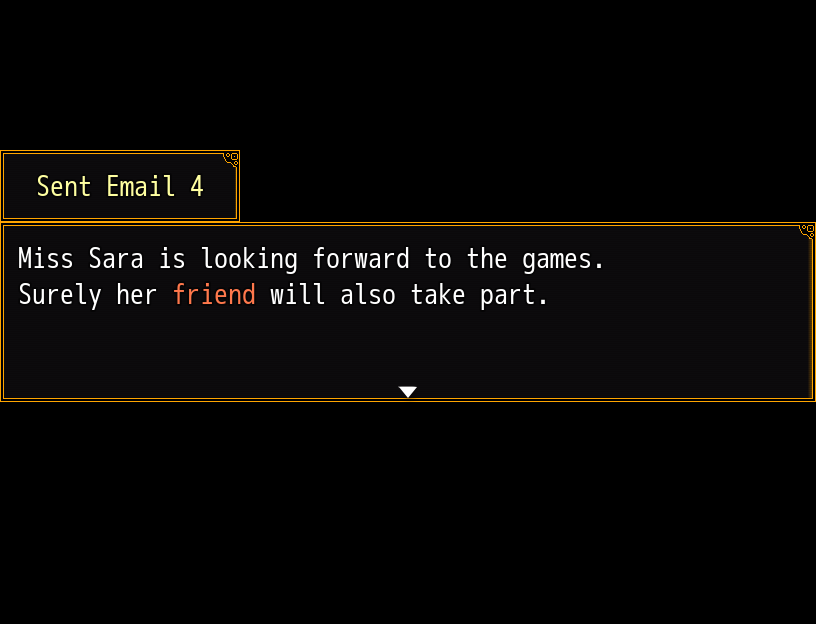 Sent Email 4
Miss Sara is looking forward to the games.
Surely her friend will also take part.